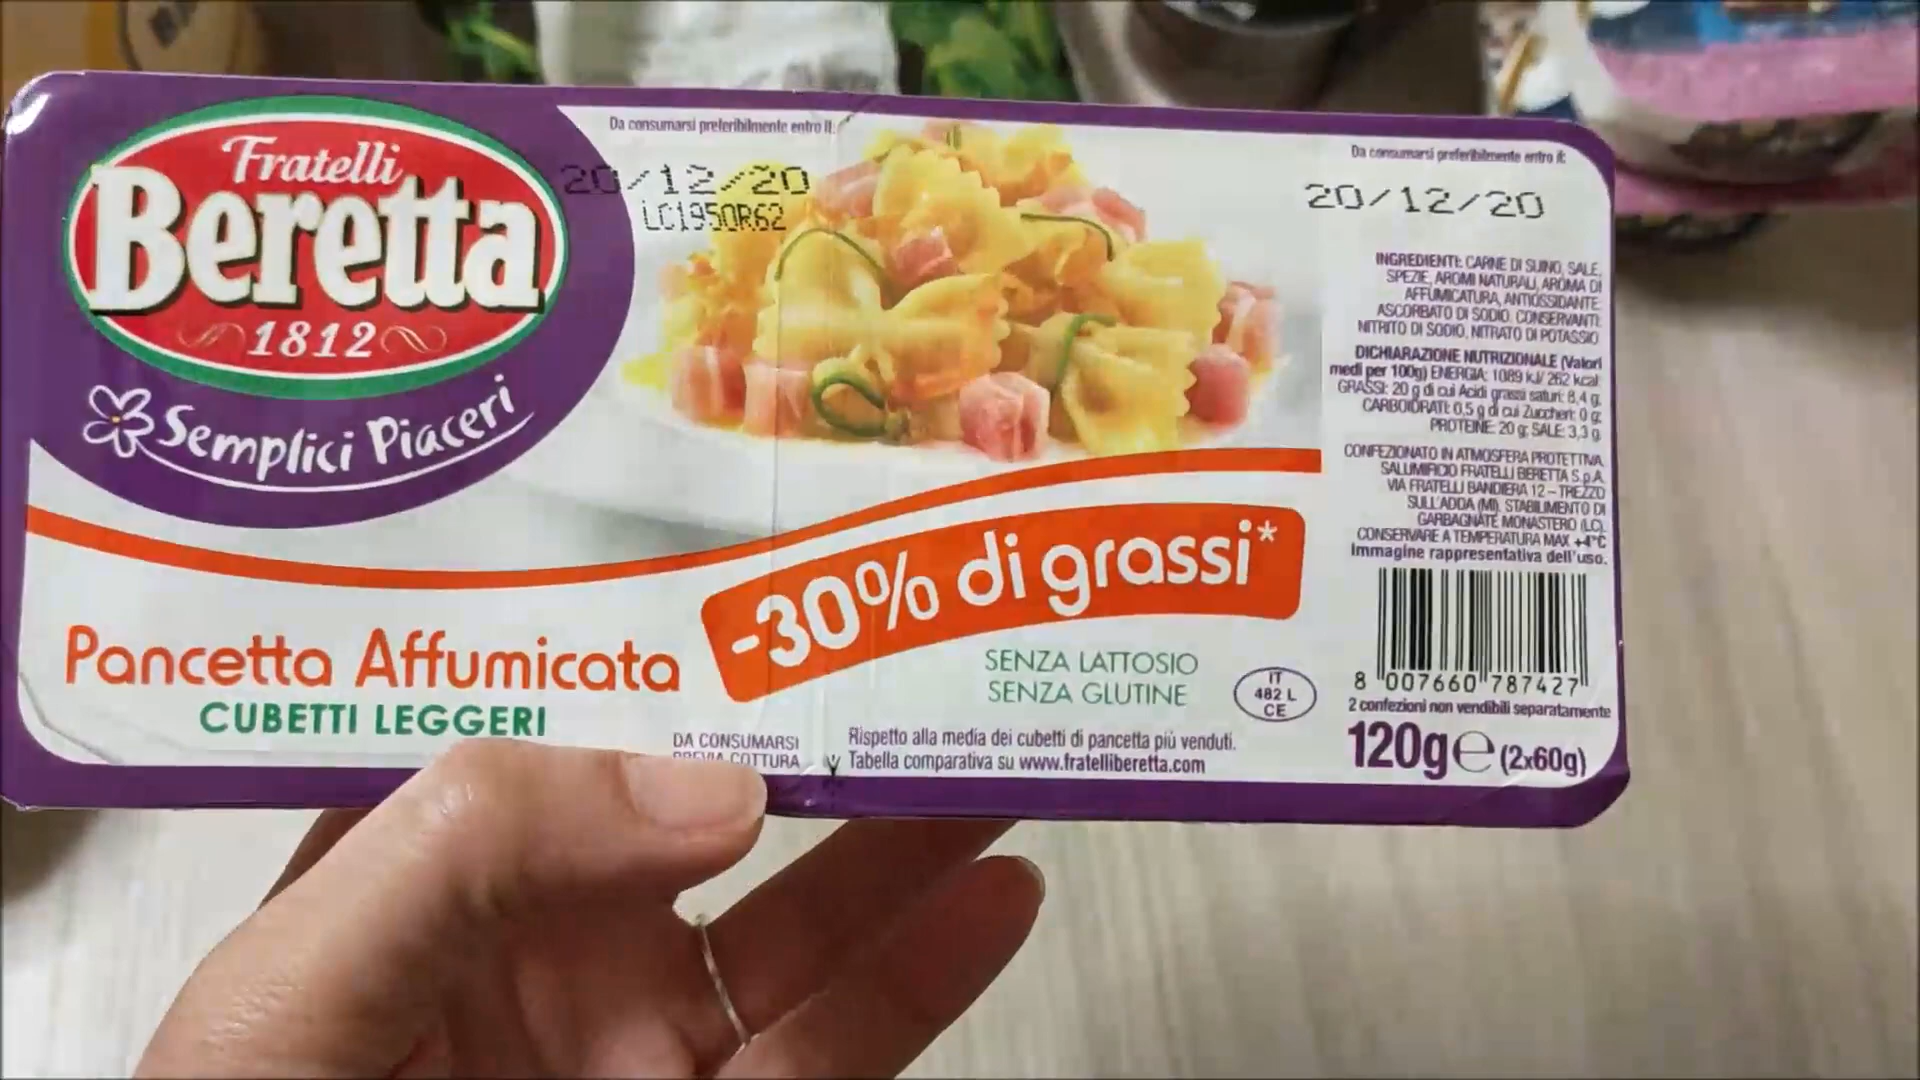 Fratelli
Beretta
1812
Semplici Piaceri
Da consumarsi preferibilmente entro il:
20/12/20
LC1950R62
Da consumarsi preferibilmente entro il:
20/12/20
INGREDIENTI: CARNE DI SUINO, SALE,
SPEZIE, AROMI NATURALI, AROMA DI
AFFUMICATURA, ANTIOSSIDANTE:
ASCORBATO DI SODIO. CONSERVANTI:
NITRITO DI SODIO, NITRATO DI POTASSIO
DICHIARAZIONE NUTRIZIONALE (Valori
medi per 100g) ENERGIA: 1089 kJ/ 262 kcal
GRASSI: 20 g di cui Acidi grassi saturi: 8,4 g,
CARBOIDRATI: 0,5 g di cui Zuccheri: 0 g;
PROTEINE: 20 g; SALE: 3,3 g.
CONFEZIONATO IN ATMOSFERA PROTETTIVA.
SALUMIFICIO FRATELLI BERETTA S.p.A.
VIA FRATELLI BANDIERA 12 - TREZZO
SULL'ADDA (MI). STABILIMENTO DI
GARBAGNATE MONASTERO (LC).
CONSERVARE A TEMPERATURA MAX +4°C
Immagine rappresentativa dell'uso.
-30% di grassi*
Pancetta Affumicata
CUBETTI LEGGERI
SENZA LATTOSIO
SENZA GLUTINE
IT
482 L
CE
8 007660 787427
2 confezioni non vendibili separatamente
120g e (2x60g)
DA CONSUMARSI
PREVIA COTTURA
Rispetto alla media dei cubetti di pancetta più venduti.
Tabella comparativa su www.fratelliberetta.com